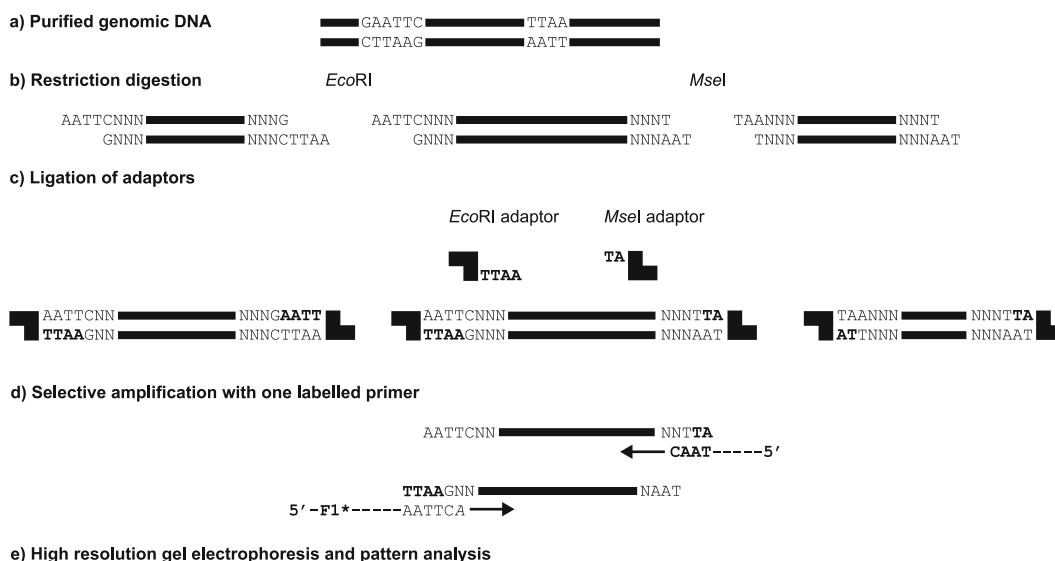 a) Purified genomic DNA
GAATTC TTAA
CTTAAG AATT
b) Restriction digestion EcoRI MseI
AATTCNNN NNNG AATTCNNN NNNT TAANNN NNNT
GNNN NNNCTTAA GNNN NNNAAT TNNN NNNAAT
c) Ligation of adaptors
EcoRI adaptor MseI adaptor
TTAA TA
AATTCNN NNNGAATT AATTCNNN NNNTTA TAANNN NNNTTA
TTAAGNN NNNCTTAA TTAAGNNN NNNAAT ATTNNN NNNAAT
d) Selective amplification with one labelled primer
AATTCNN NNTTA
CAAT-----5'
TTAAGNN NAAT
5'-F1*-----AATTCA
e) High resolution gel electrophoresis and pattern analysis